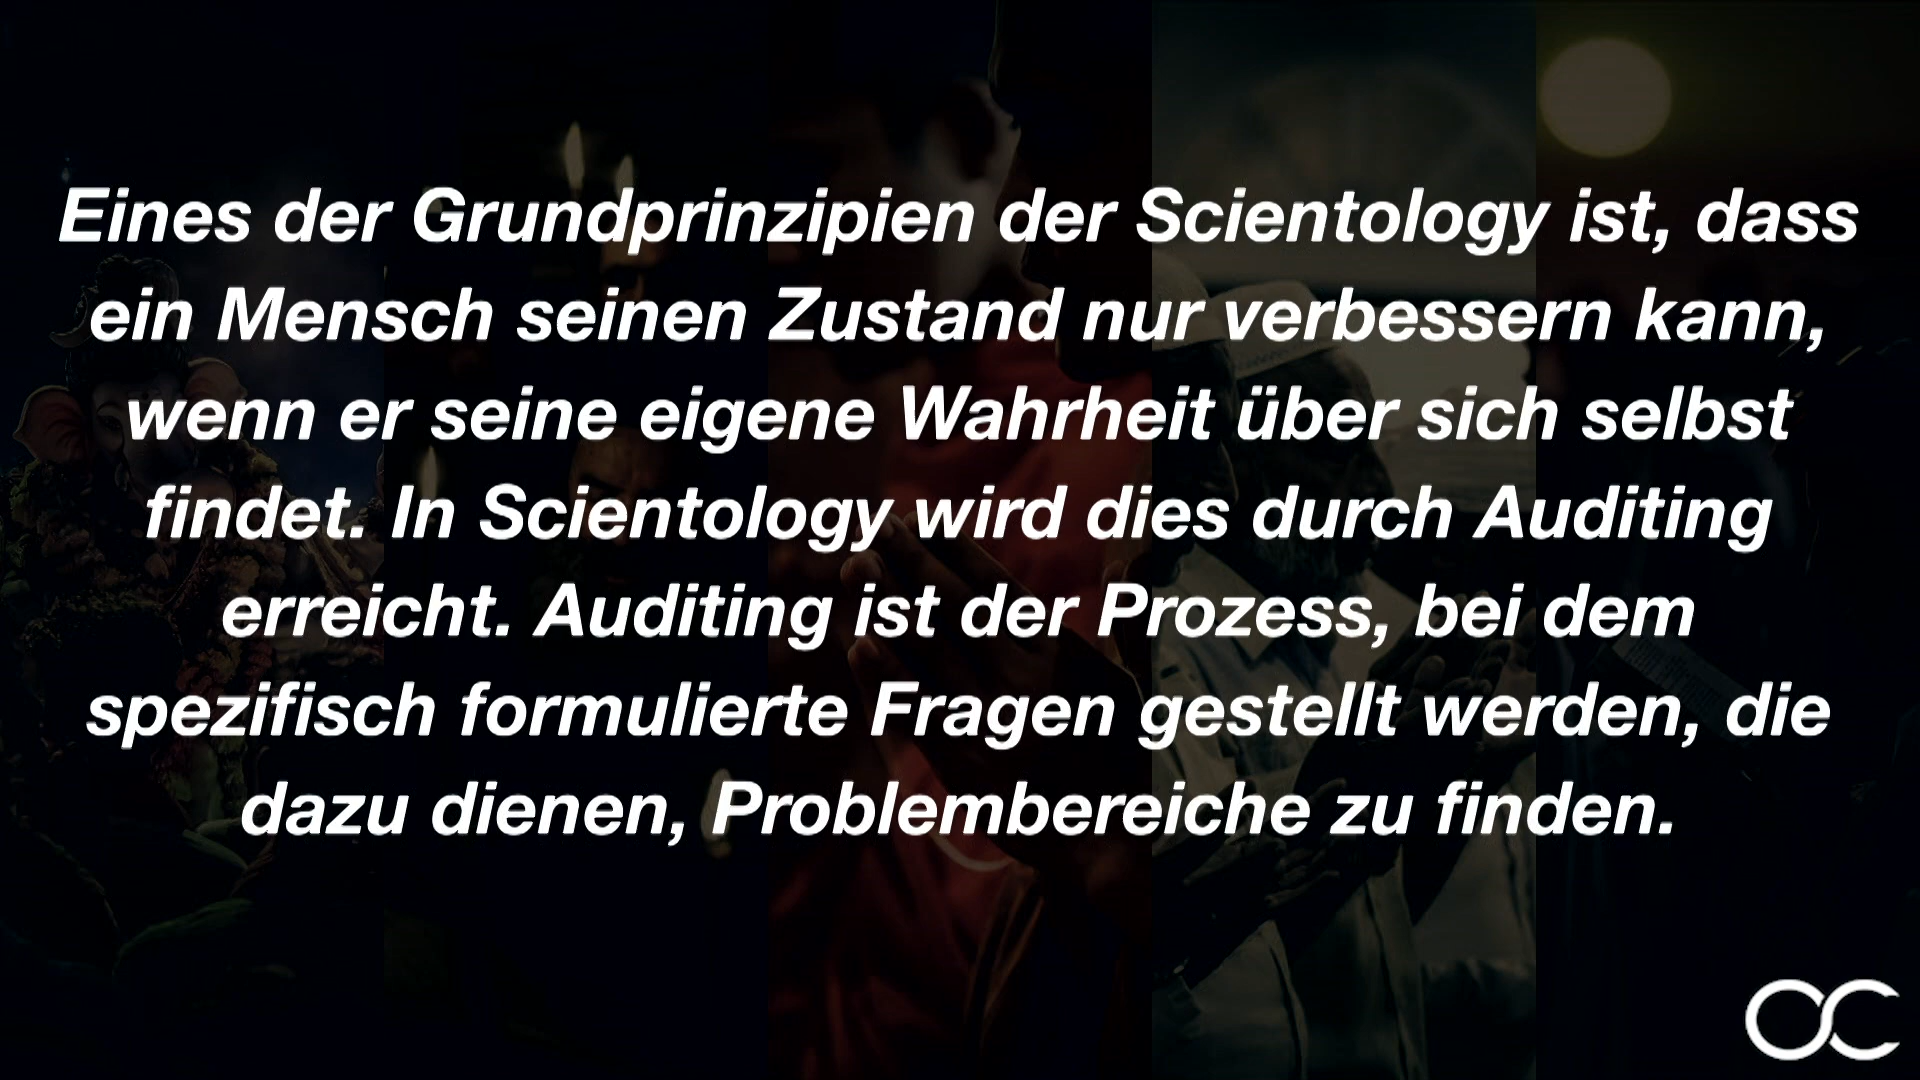 Eines der Grundprinzipien der Scientology ist, dass
ein Mensch seinen Zustand nur verbessern kann,
wenn er seine eigene Wahrheit über sich selbst
findet. In Scientology wird dies durch Auditing
erreicht. Auditing ist der Prozess, bei dem
spezifisch formulierte Fragen gestellt werden, die
dazu dienen, Problembereiche zu finden.
OC